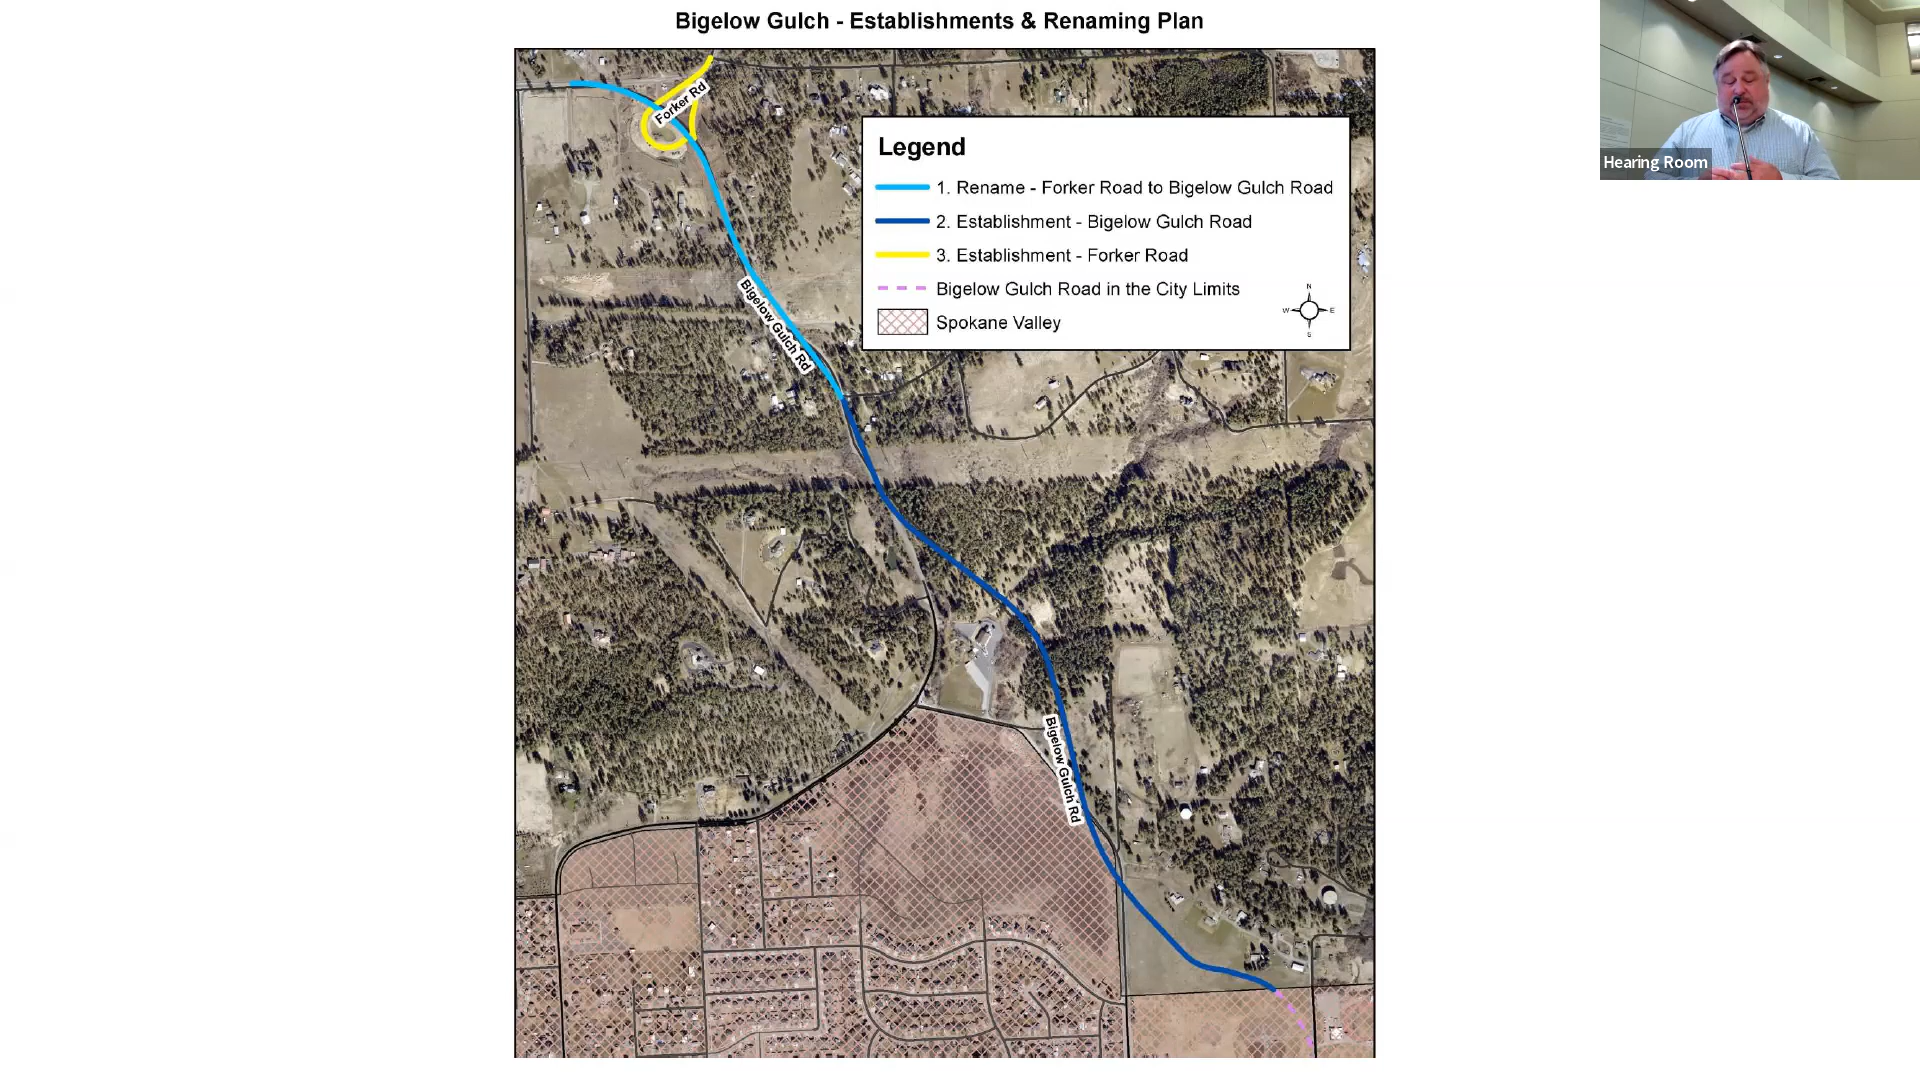 Bigelow Gulch - Establishments & Renaming Plan
Hearing Room
Forker Rd
Legend
1. Rename - Forker Road to Bigelow Gulch Road
2. Establishment - Bigelow Gulch Road
3. Establishment - Forker Road
Bigelow Gulch Road in the City Limits
Spokane Valley
N
W
E
S
Bigelow Gulch Rd
Bigelow Gulch Rd